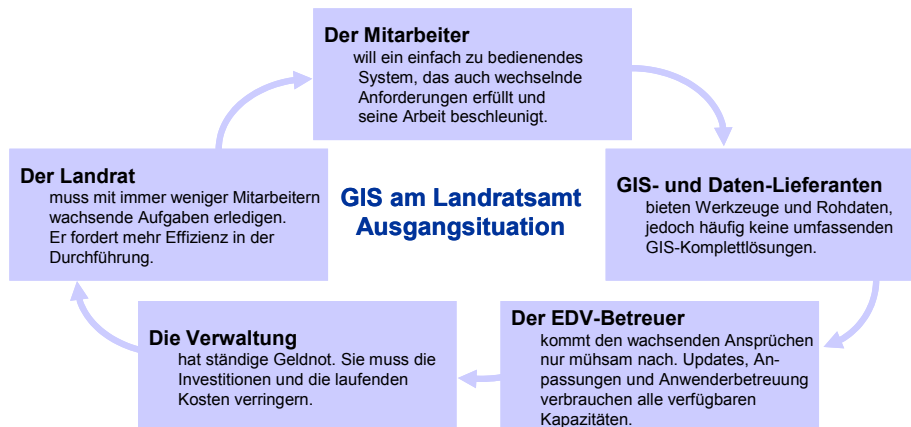 Der Mitarbeiter
will ein einfach zu bedienendes
System, das auch wechselnde
Anforderungen erfüllt und
seine Arbeit beschleunigt.
Der Landrat
muss mit immer weniger Mitarbeitern
wachsende Aufgaben erledigen.
Er fordert mehr Effizienz in der
Durchführung.
GIS am Landratsamt
Ausgangsituation
GIS- und Daten-Lieferanten
bieten Werkzeuge und Rohdaten,
jedoch häufig keine umfassenden
GIS-Komplettlösungen.
Die Verwaltung
hat ständige Geldnot. Sie muss die
Investitionen und die laufenden
Kosten verringern.
Der EDV-Betreuer
kommt den wachsenden Ansprüchen
nur mühsam nach. Updates, An-
passungen und Anwenderbetreuung
verbrauchen alle verfügbaren
Kapazitäten.